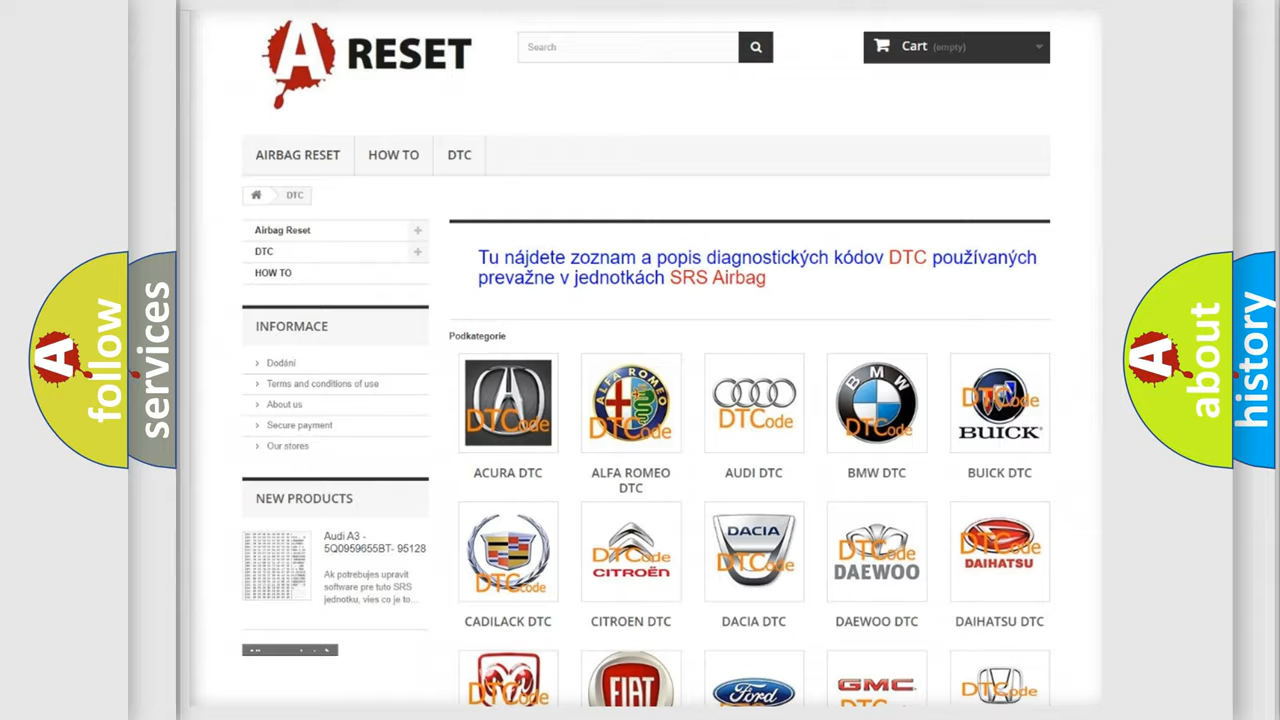 A RESET
Search
Cart (empty)
AIRBAG RESET
HOW TO
DTC
DTC
Airbag Reset
DTC
HOW TO
INFORMACE
Dodání
Terms and conditions of use
About us
Secure payment
Our stores
NEW PRODUCTS
Audi A3 -
5Q0959655BT- 95128
Ak potrebujes upravit
software pre tuto SRS
jednotku, vies co je to...
Tu nájdete zoznam a popis diagnostických kódov DTC používaných
prevažne v jednotkách SRS Airbag
Podkategorie
DTCode
ALFA ROMEO
DTCode
DTCode
BMW
DTCode
DTCode
BUICK
ACURA DTC
ALFA ROMEO
DTC
AUDI DTC
BMW DTC
BUICK DTC
DTCode
DTCode
CITROËN
DACIA
DTCode
DTCode
DAEWOO
DTCode
DAIHATSU
CADILACK DTC
CITROEN DTC
DACIA DTC
DAEWOO DTC
DAIHATSU DTC
DTCode
FIAT
Ford
GMC
DTCode
A follow
services
A about
history